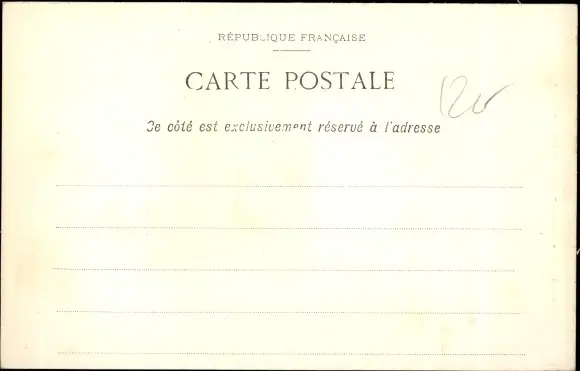 RÉPUBLIQUE FRANÇAISE
CARTE POSTALE
Ce côté est exclusivement réservé à l'adresse